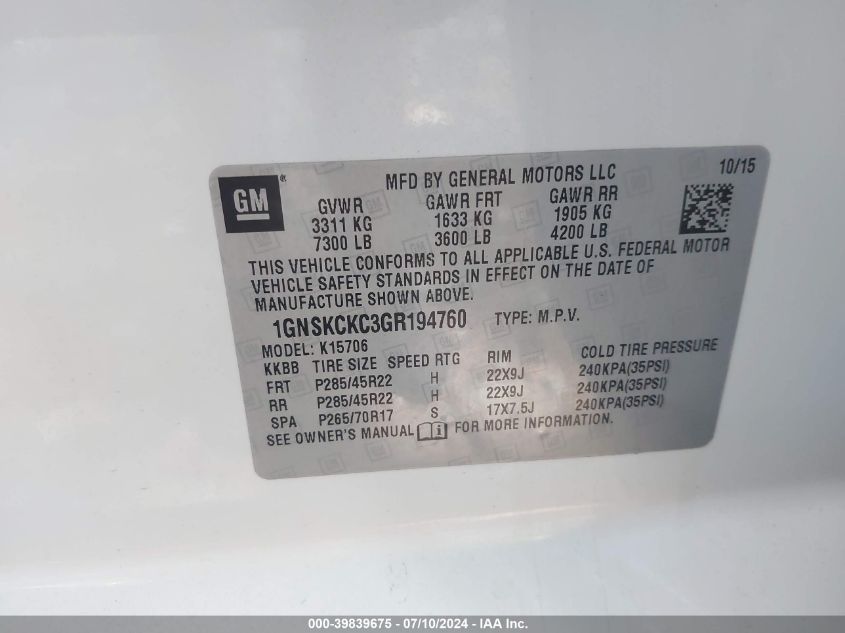 GM ®
MFD BY GENERAL MOTORS LLC 10/15
GVWR GAWR FRT GAWR RR
3311 KG 1633 KG 1905 KG
7300 LB 3600 LB 4200 LB
THIS VEHICLE CONFORMS TO ALL APPLICABLE U.S. FEDERAL MOTOR
VEHICLE SAFETY STANDARDS IN EFFECT ON THE DATE OF
MANUFACTURE SHOWN ABOVE.
1GNSKCKC3GR194760 TYPE: M.P.V.
MODEL: K15706
KKBB TIRE SIZE SPEED RTG RIM COLD TIRE PRESSURE
FRT P285/45R22 H 22X9J 240KPA(35PSI)
RR P285/45R22 H 22X9J 240KPA(35PSI)
SPA P265/70R17 S 17X7.5J 240KPA(35PSI)
SEE OWNER'S MANUAL FOR MORE INFORMATION.
000-39839675 - 07/10/2024 - IAA Inc.